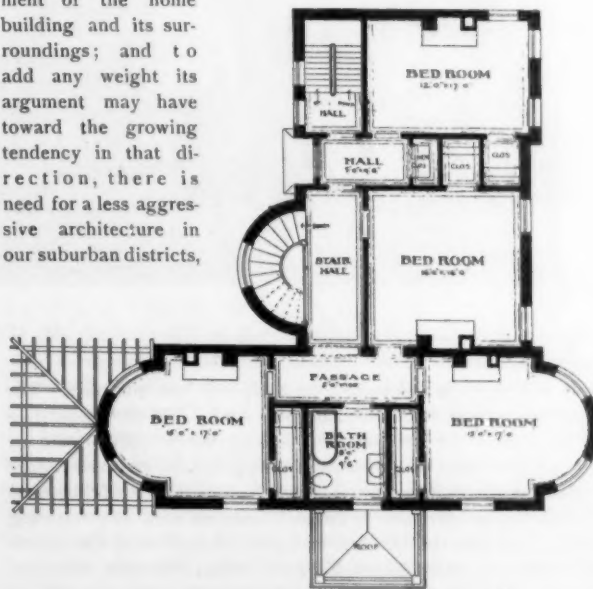 ment of the home
building and its sur-
roundings; and to
add any weight its
argument may have
toward the growing
tendency in that di-
rection, there is
need for a less aggres-
sive architecture in
our suburban districts,
BED ROOM
HALL
HALL
CLOS
CLOS
STAIR
HALL
BED ROOM
PASSAGE
BED ROOM
BATH
ROOM
BED ROOM
CLOS
CLOS
ROOF